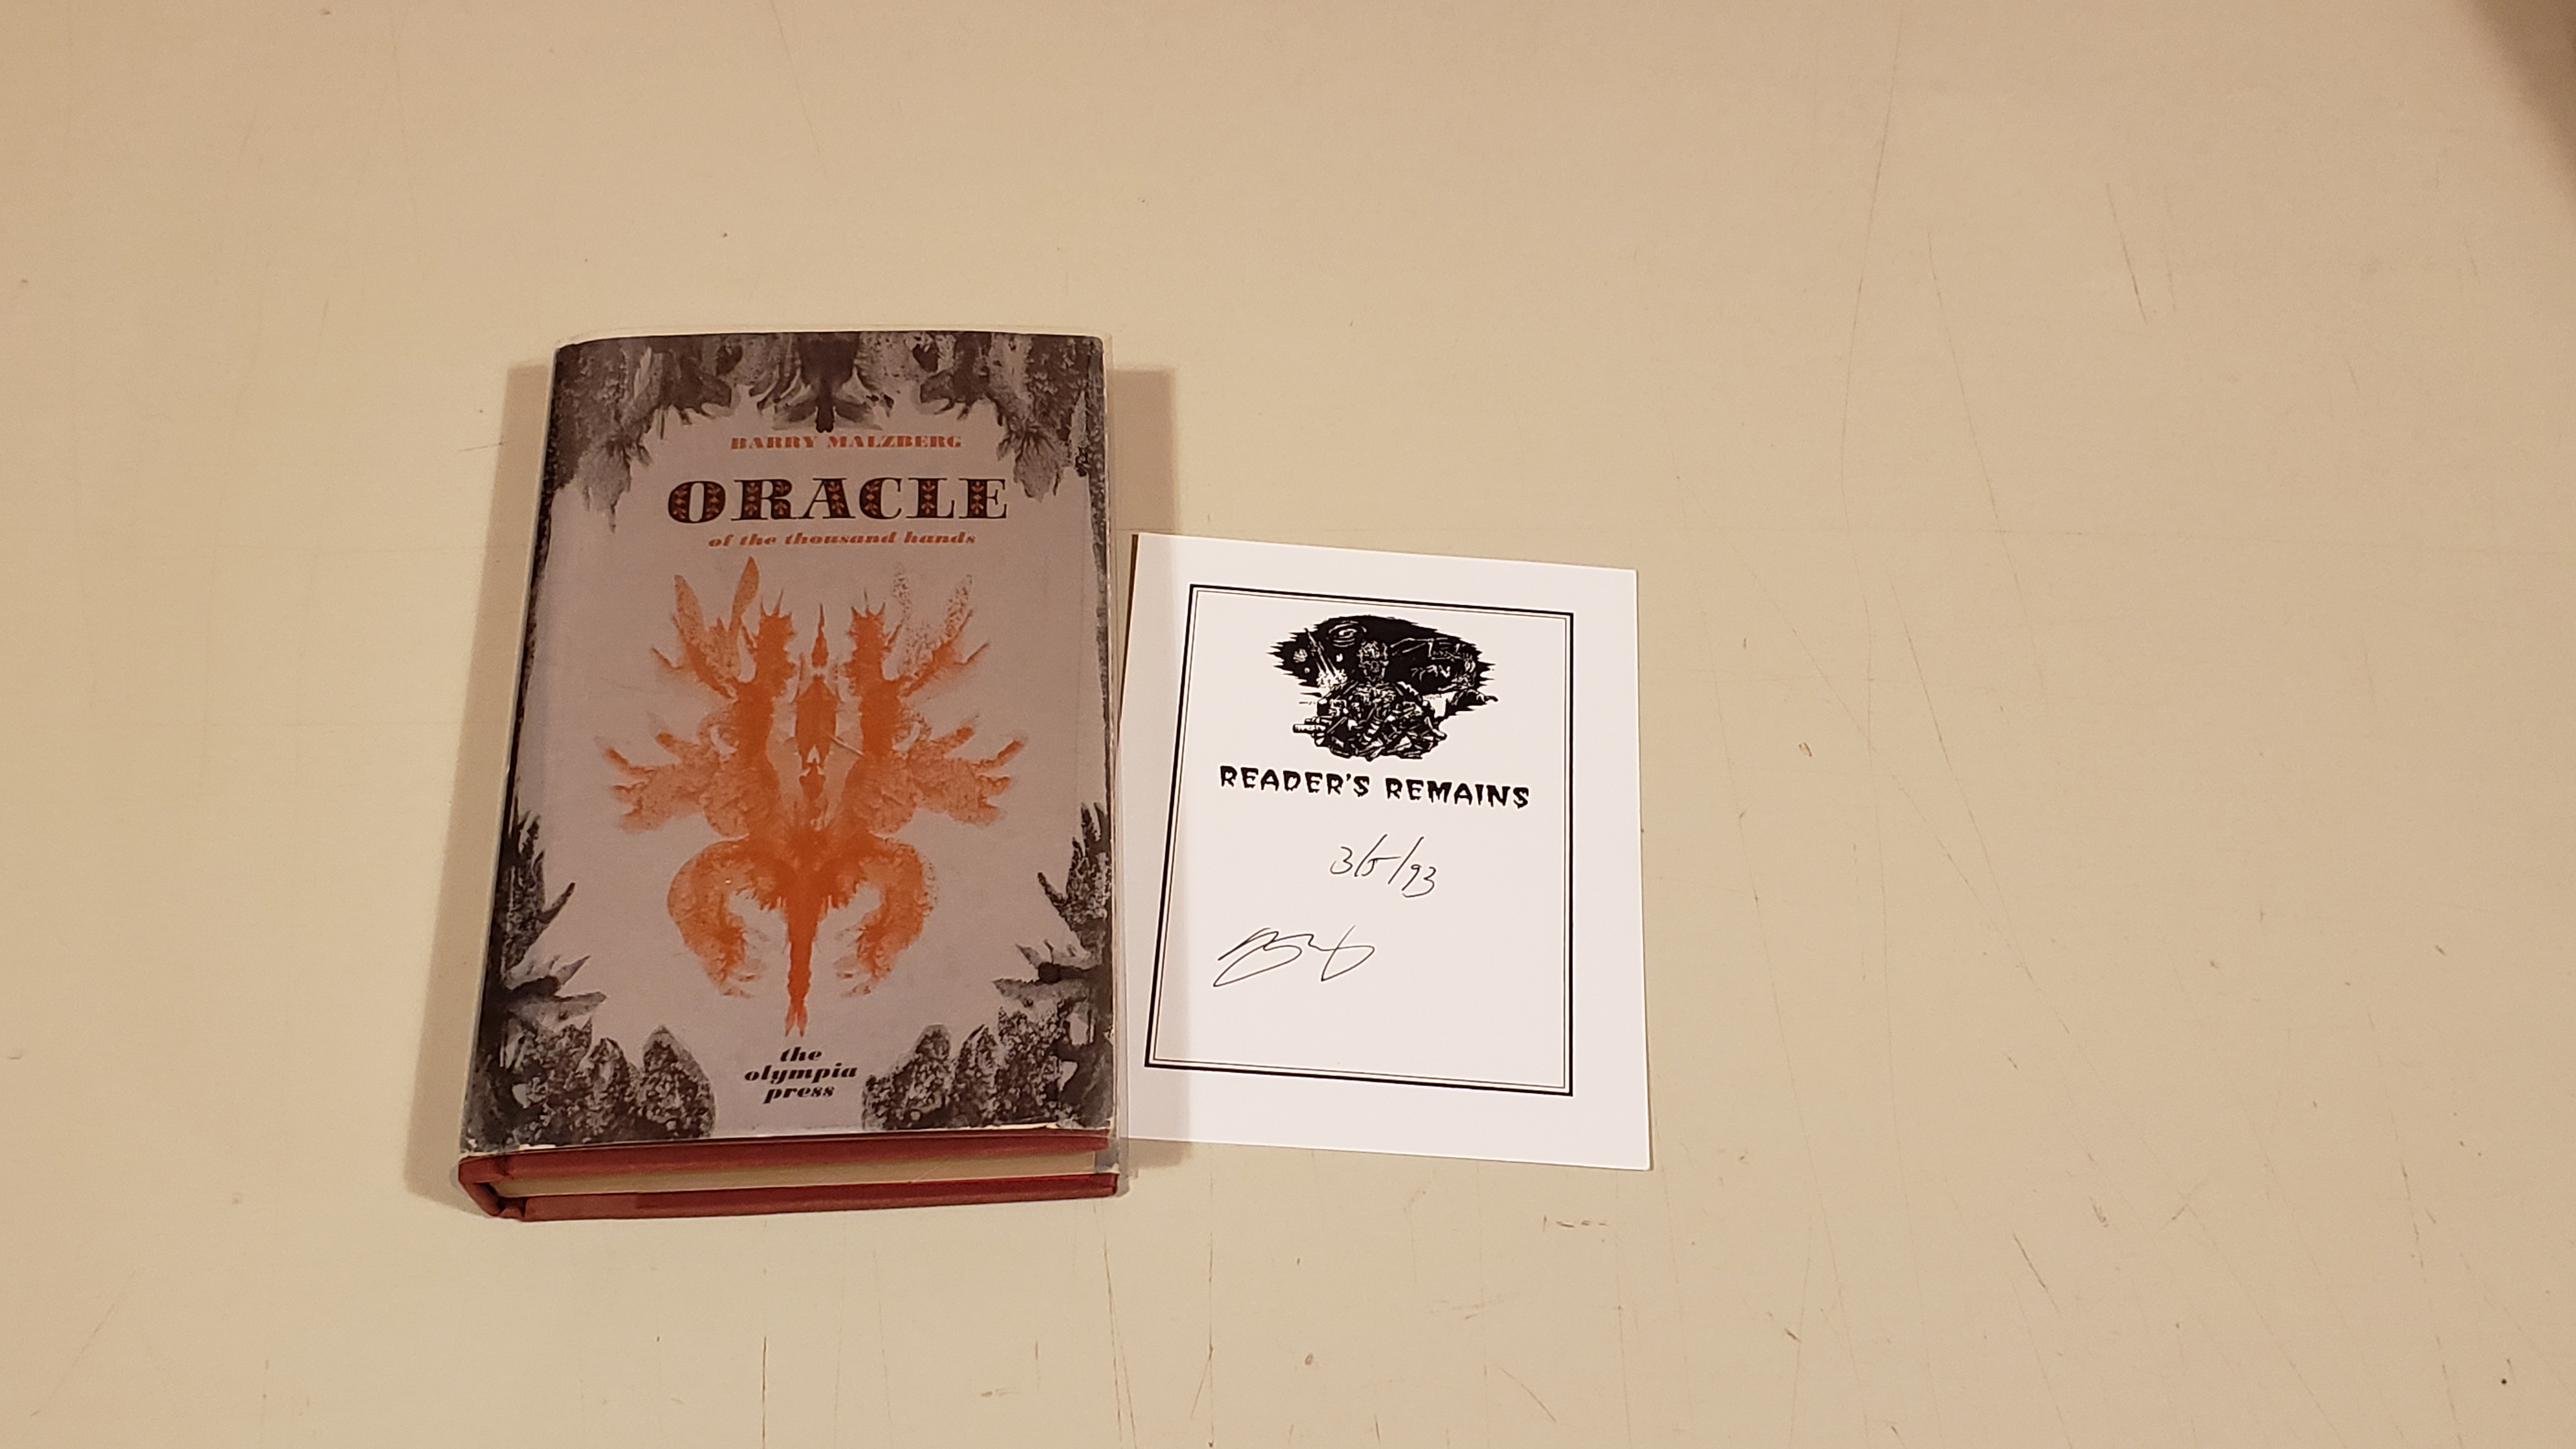 BARRY MALZBERG
ORACLE
of the thousand hands
the
olympia
press
READER'S REMAINS
3/5/93